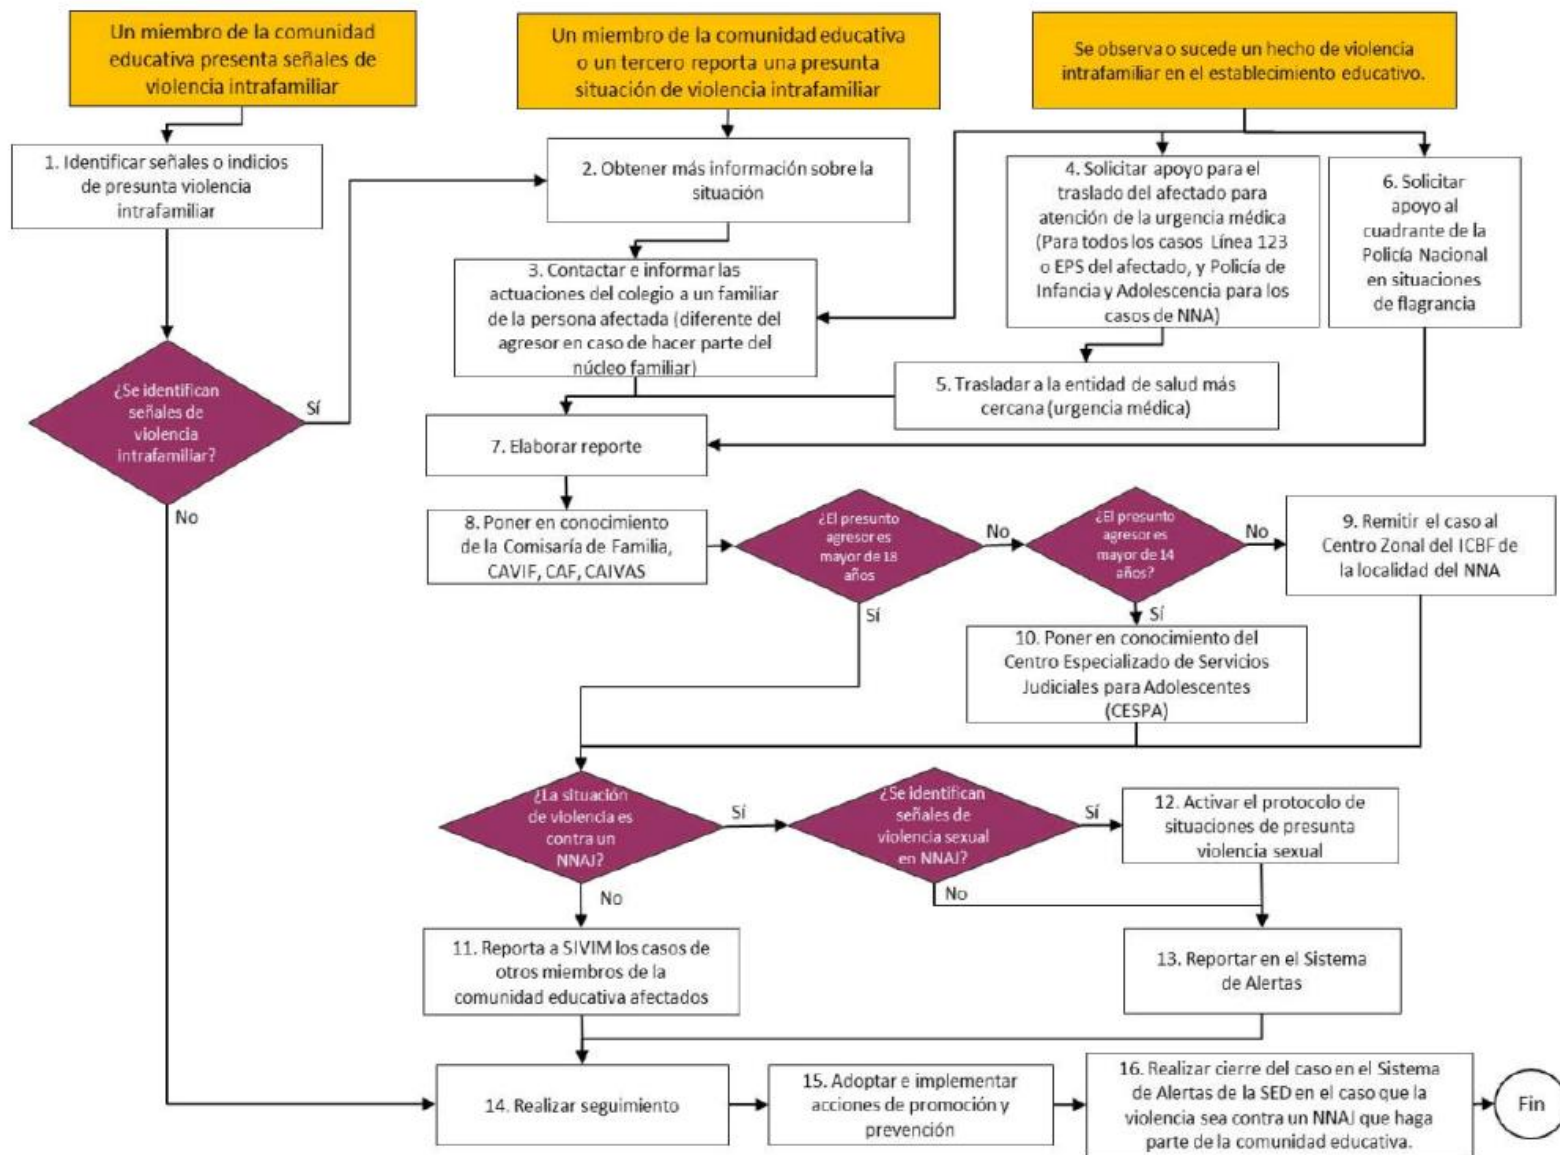 Un miembro de la comunidad
educativa presenta señales de
violencia intrafamiliar
Un miembro de la comunidad educativa
o un tercero reporta una presunta
situación de violencia intrafamiliar
Se observa o sucede un hecho de violencia
intrafamiliar en el establecimiento educativo.
1. Identificar señales o indicios
de presunta violencia
intrafamiliar
2. Obtener más información sobre la
situación
4. Solicitar apoyo para el
traslado del afectado para
atención de la urgencia médica
(Para todos los casos Línea 123
o EPS del afectado, y Policía de
Infancia y Adolescencia para los
casos de NNA)
6. Solicitar
apoyo al
cuadrante de la
Policía Nacional
en situaciones
de flagrancia
3. Contactar e informar las
actuaciones del colegio a un familiar
de la persona afectada (diferente del
agresor en caso de hacer parte del
núcleo familiar)
¿Se identifican
señales de
violencia
intrafamiliar?
Sí
No
5. Trasladar a la entidad de salud más
cercana (urgencia médica)
7. Elaborar reporte
8. Poner en conocimiento
de la Comisaría de Familia,
CAVIF, CAF, CAIVAS
¿El presunto
agresor es
mayor de 18
años
No
Sí
¿El presunto
agresor es
mayor de 14
años?
No
Sí
9. Remitir el caso al
Centro Zonal del ICBF de
la localidad del NNA
10. Poner en conocimiento del
Centro Especializado de Servicios
Judiciales para Adolescentes
(CESPA)
¿La situación
de violencia es
contra un
NNAJ?
Sí
No
¿Se identifican
señales de
violencia sexual
en NNAJ?
Sí
No
12. Activar el protocolo de
situaciones de presunta
violencia sexual
11. Reporta a SIVIM los casos de
otros miembros de la
comunidad educativa afectados
13. Reportar en el Sistema
de Alertas
14. Realizar seguimiento
15. Adoptar e implementar
acciones de promoción y
prevención
16. Realizar cierre del caso en el Sistema
de Alertas de la SED en el caso que la
violencia sea contra un NNAJ que haga
parte de la comunidad educativa.
Fin